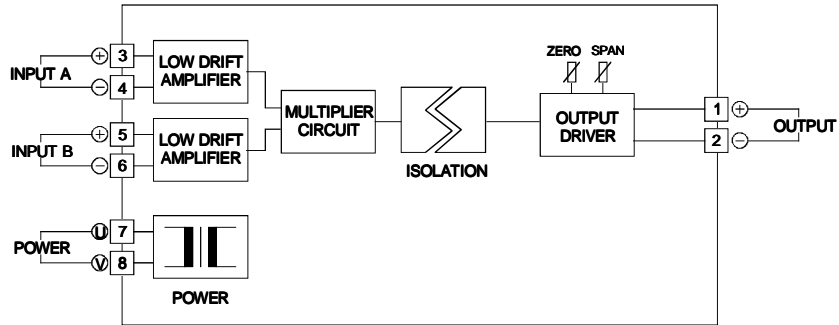 ZERO SPAN
+ 3
INPUT A
− 4
LOW DRIFT
AMPLIFIER
+ 5
INPUT B
− 6
LOW DRIFT
AMPLIFIER
MULTIPLIER
CIRCUIT
ISOLATION
OUTPUT
DRIVER
1 +
2 −
OUTPUT
U 7
POWER
V 8
POWER